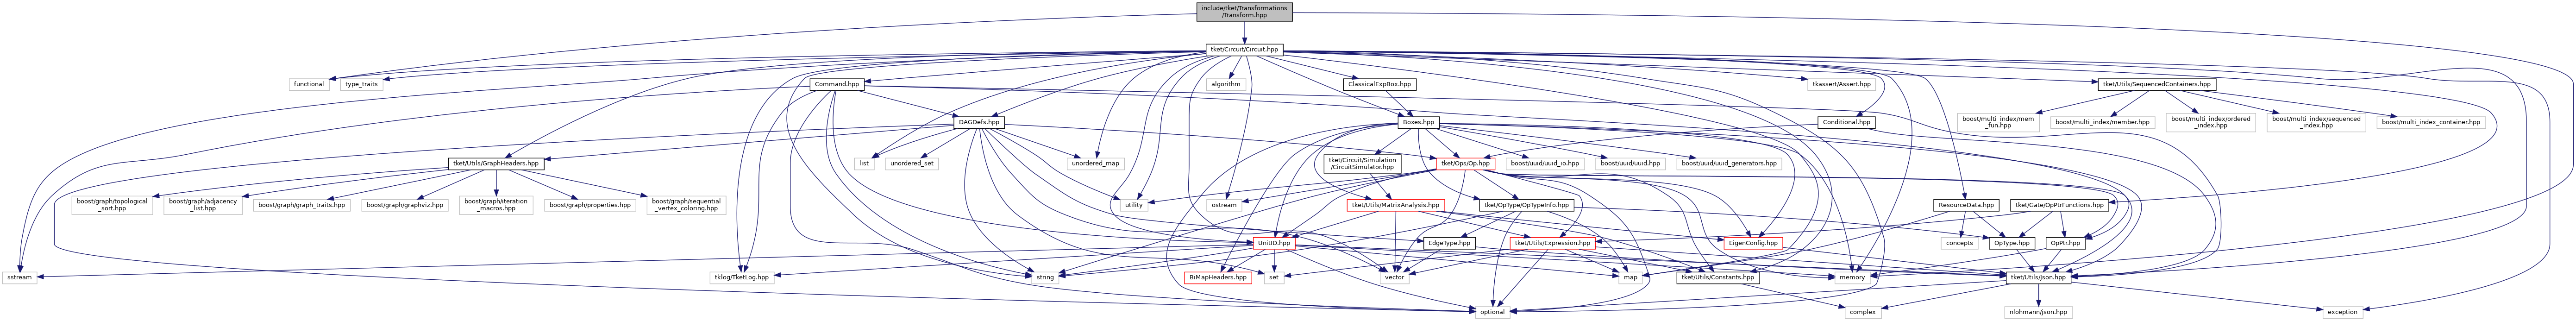 include/tket/Transformations
/Transform.hpp
tket/Circuit/Circuit.hpp
functional
type_traits
Command.hpp
algorithm
ClassicalExpBox.hpp
tkassert/Assert.hpp
tket/Utils/SequencedContainers.hpp
DAGDefs.hpp
Boxes.hpp
Conditional.hpp
boost/multi_index/mem
_fun.hpp
boost/multi_index/member.hpp
boost/multi_index/ordered
_index.hpp
boost/multi_index/sequenced
_index.hpp
boost/multi_index_container.hpp
tket/Utils/GraphHeaders.hpp
list
unordered_set
unordered_map
tket/Circuit/Simulation
/CircuitSimulator.hpp
tket/Ops/Op.hpp
boost/uuid/uuid_io.hpp
boost/uuid/uuid.hpp
boost/uuid/uuid_generators.hpp
boost/graph/topological
_sort.hpp
boost/graph/adjacency
_list.hpp
boost/graph/graph_traits.hpp
boost/graph/graphviz.hpp
boost/graph/iteration
_macros.hpp
boost/graph/properties.hpp
boost/graph/sequential
_vertex_coloring.hpp
utility
ostream
tket/Utils/MatrixAnalysis.hpp
tket/OpType/OpTypeInfo.hpp
ResourceData.hpp
tket/Gate/OpPtrFunctions.hpp
UnitID.hpp
EdgeType.hpp
tket/Utils/Expression.hpp
EigenConfig.hpp
concepts
OpType.hpp
OpPtr.hpp
sstream
tklog/TketLog.hpp
string
BiMapHeaders.hpp
set
vector
map
tket/Utils/Constants.hpp
memory
tket/Utils/Json.hpp
optional
complex
nlohmann/json.hpp
exception